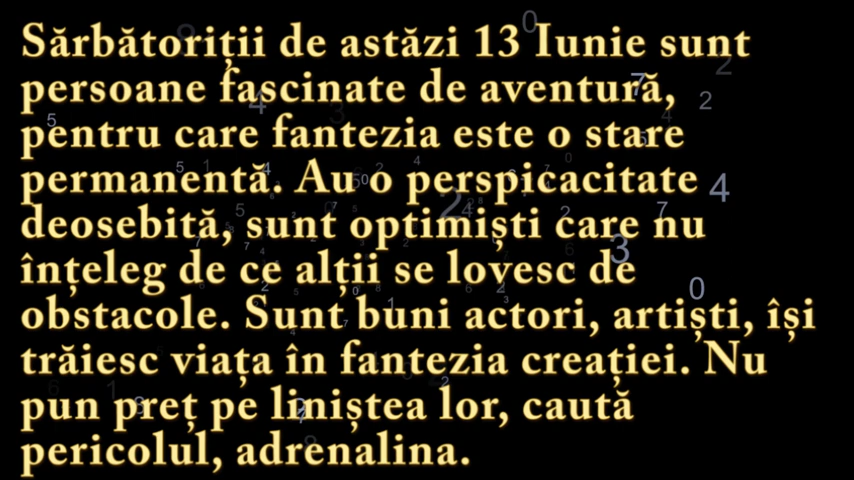 Sărbătoriții de astăzi 13 Iunie sunt
persoane fascinate de aventură,
pentru care fantezia este o stare
permanentă. Au o perspicacitate
deosebită, sunt optimiști care nu
înțeleg de ce alții se lovesc de
obstacole. Sunt buni actori, artiști, își
trăiesc viața în fantezia creației. Nu
pun preț pe liniștea lor, caută
pericolul, adrenalina.